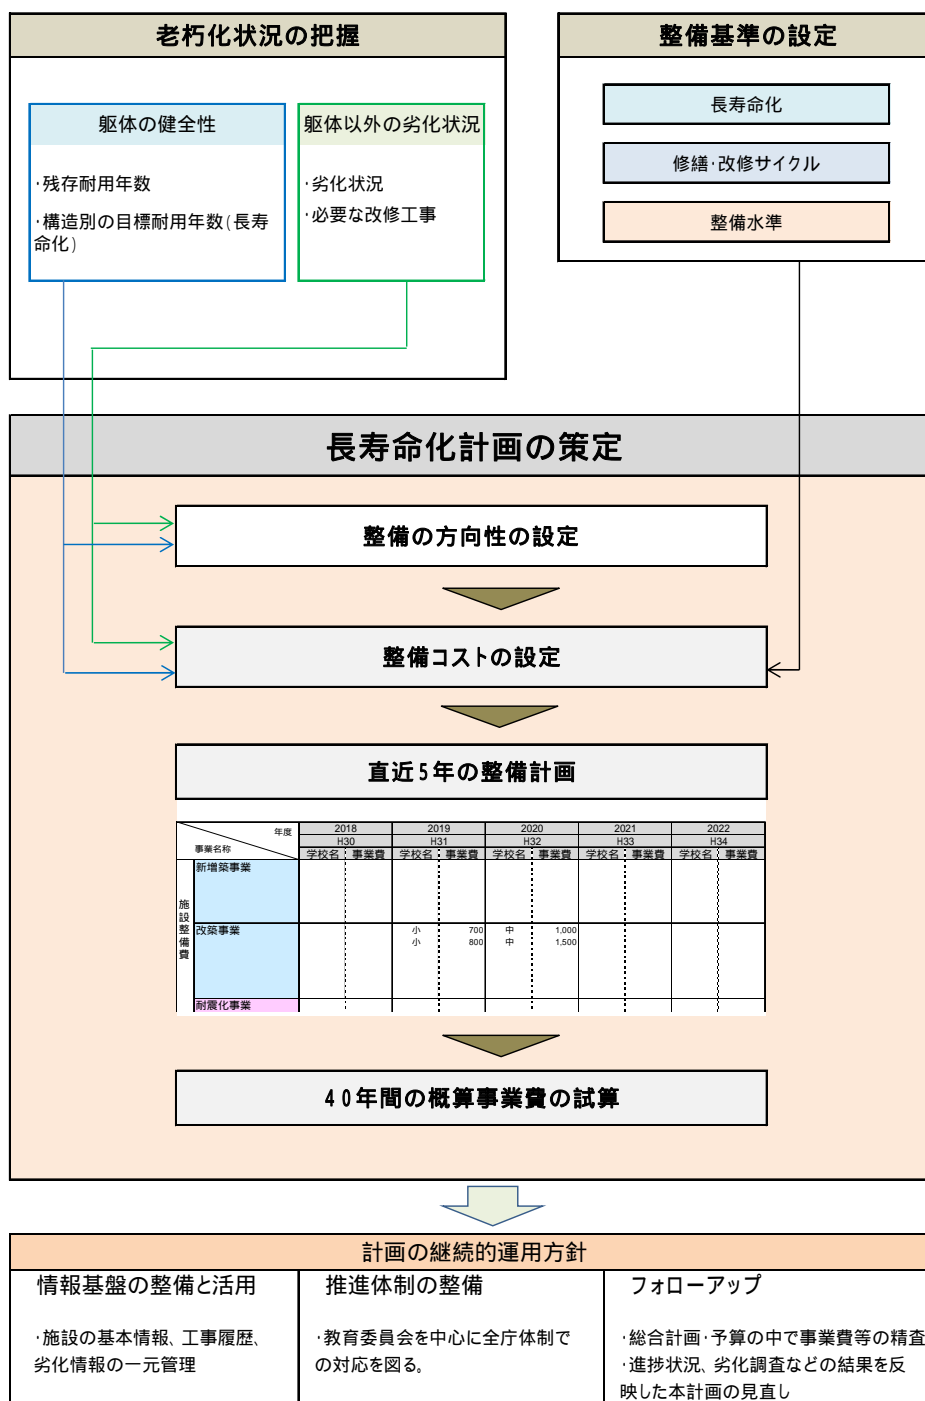 老朽化状況の把握
躯体の健全性
・残存耐用年数
・構造別の目標耐用年数(長寿
命化)
躯体以外の劣化状況
・劣化状況
・必要な改修工事
整備基準の設定
長寿命化
修繕・改修サイクル
整備水準
長寿命化計画の策定
整備の方向性の設定
整備コストの設定
直近5年の整備計画
年度 2018 2019 2020 2021 2022
H30 H31 H32 H33 H34
事業名称 学校名 事業費 学校名 事業費 学校名 事業費 学校名 事業費 学校名 事業費
施設整備費
新増築事業
改築事業 小 700 中 1,000
小 800 中 1,500
耐震化事業
40年間の概算事業費の試算
計画の継続的運用方針
情報基盤の整備と活用
・施設の基本情報、工事履歴、
劣化情報の一元管理
推進体制の整備
・教育委員会を中心に全庁体制で
の対応を図る。
フォローアップ
・総合計画・予算の中で事業費等の精査
・進捗状況、劣化調査などの結果を反
映した本計画の見直し